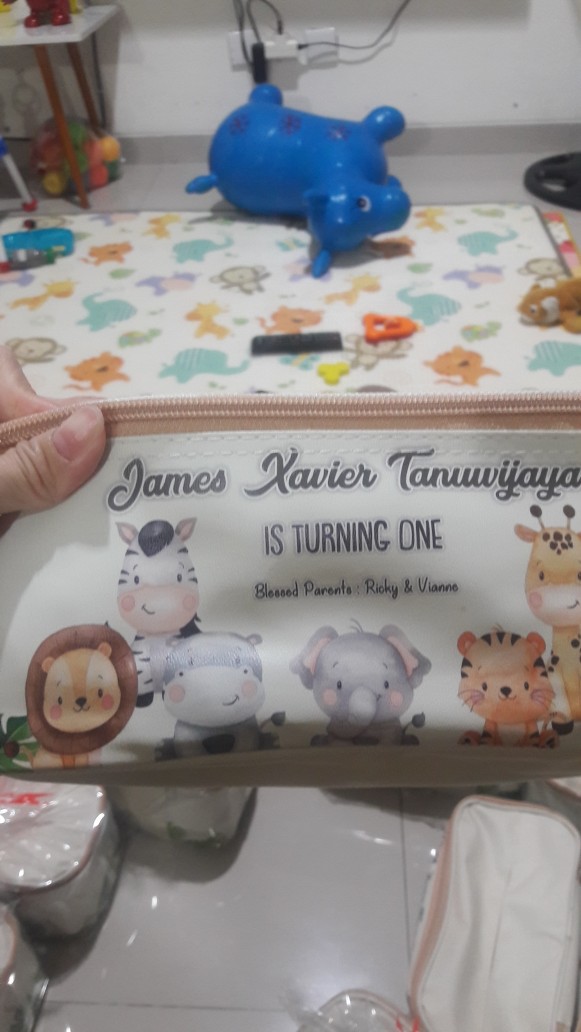 James Xavier Tanuwijaya
IS TURNING ONE
Blessed Parents : Ricky & Vianne